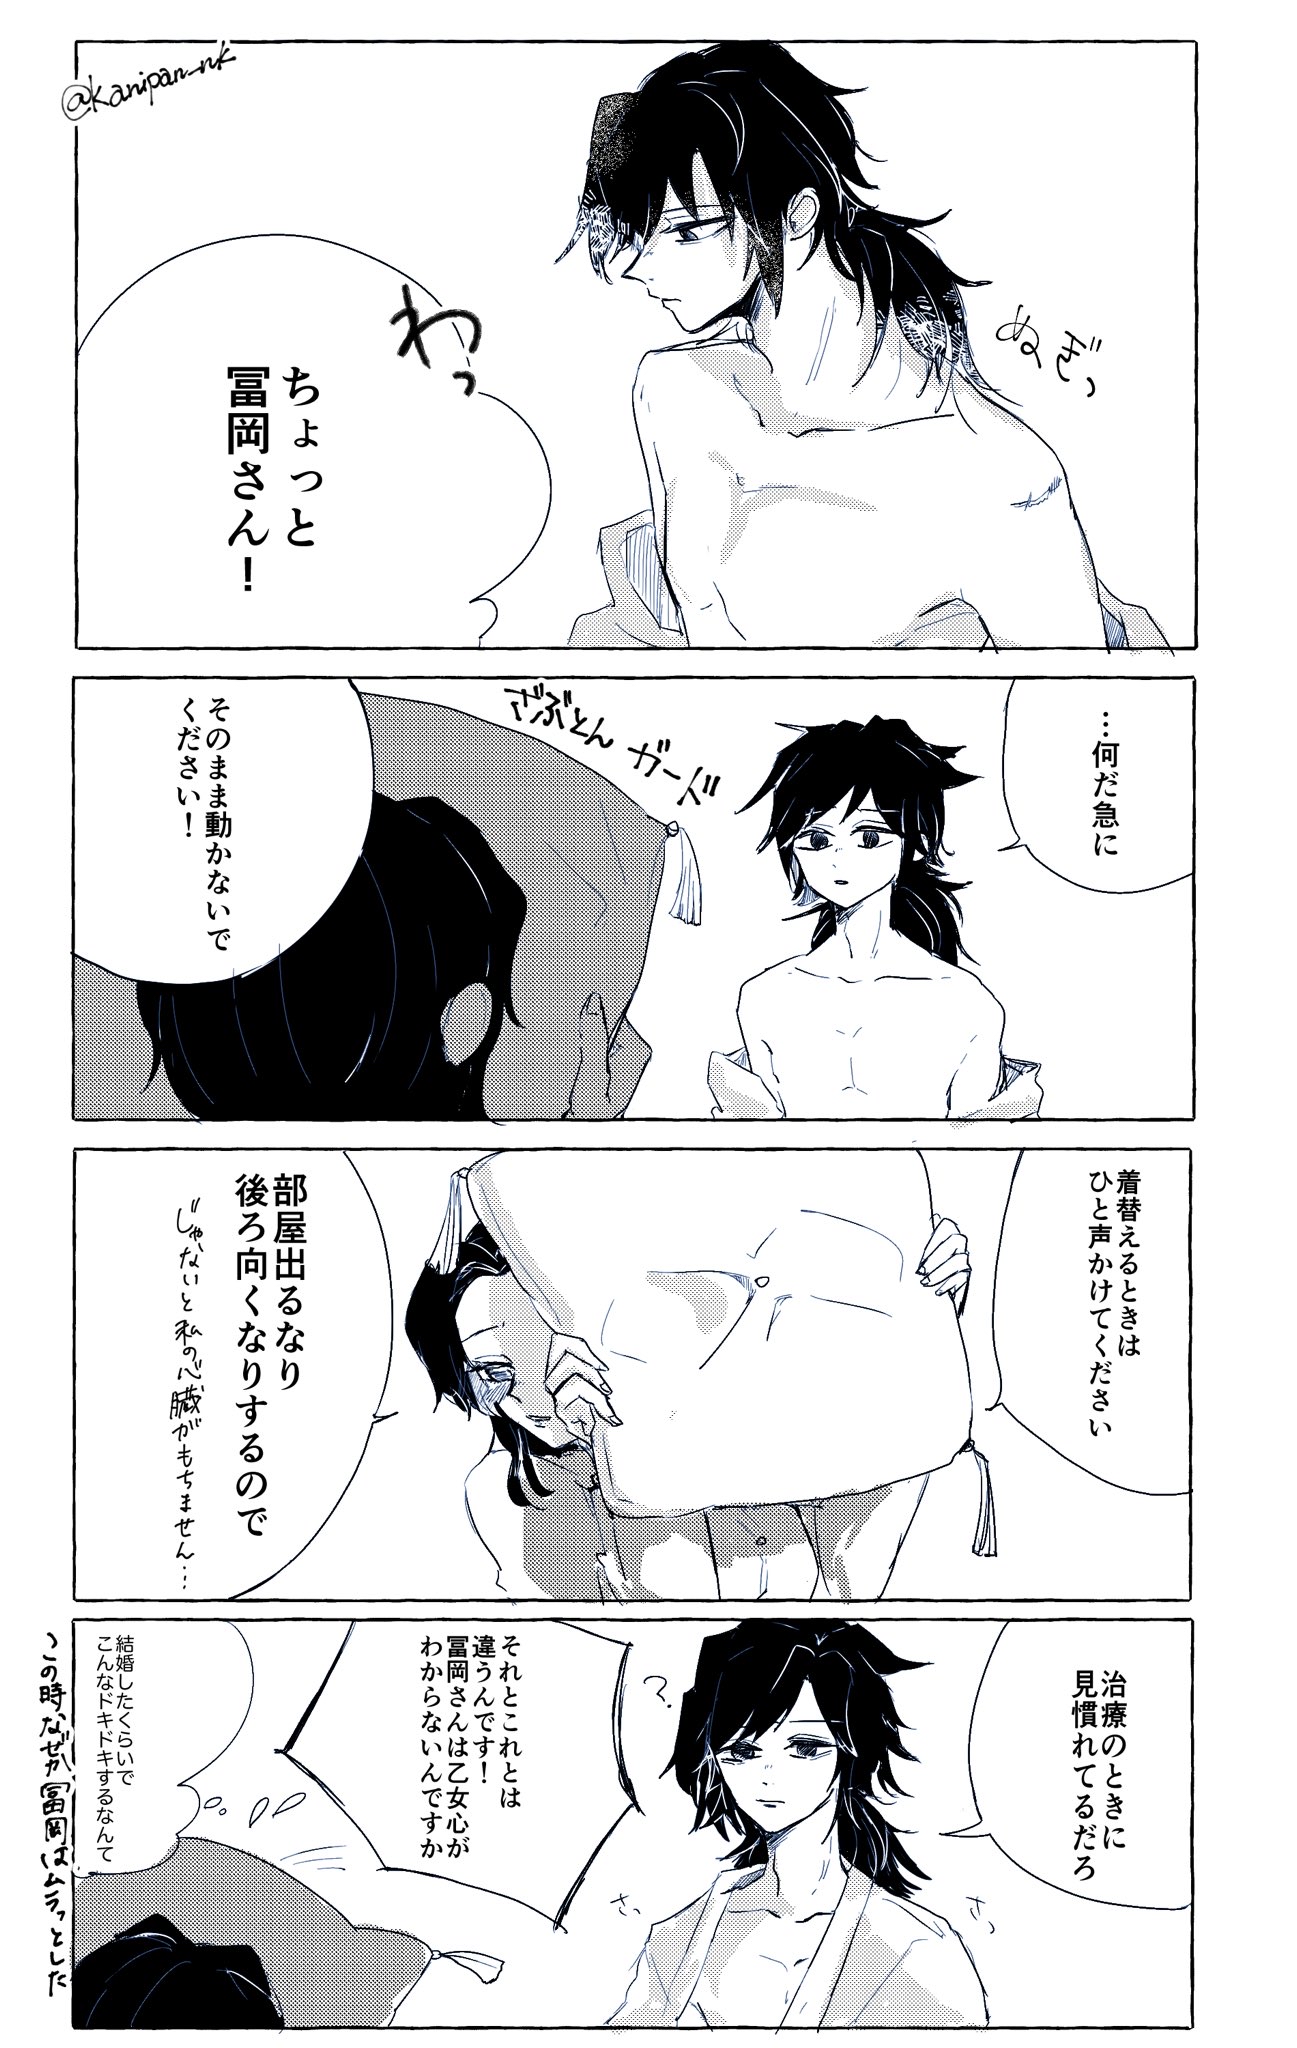 @kanipan_nk
ぬぎっ
わっ
ちょっと
冨岡さん！
…何だ急に
ざぶとん ガード
そのまま動かないで
ください！
着替えるときは
ひと声かけてください
部屋出るなり
後ろ向くなりするので
じゃないと私の心臓がもちません…
治療のときに
見慣れてるだろ
さっ
さっ
?
それとこれとは
違うんです！
冨岡さんは乙女心が
わからないんですか
結婚したくらいで
こんなドキドキするなんて
この時なぜか冨岡はムラっとした